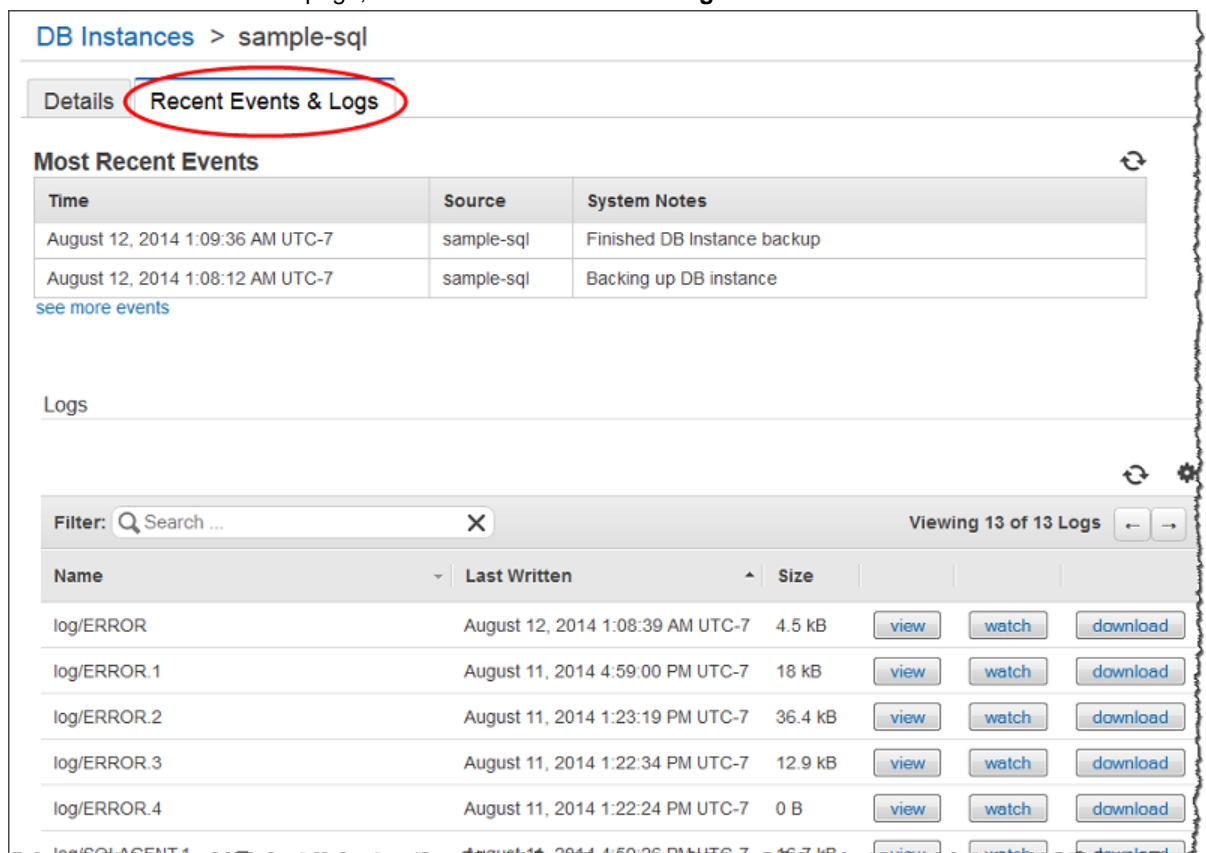 DB Instances > sample-sql
Details Recent Events & Logs
Most Recent Events
Time Source System Notes
August 12, 2014 1:09:36 AM UTC-7 sample-sql Finished DB Instance backup
August 12, 2014 1:08:12 AM UTC-7 sample-sql Backing up DB instance
see more events
Logs
Filter: Search ... Viewing 13 of 13 Logs
Name Last Written Size
log/ERROR August 12, 2014 1:08:39 AM UTC-7 4.5 kB view watch download
log/ERROR.1 August 11, 2014 4:59:00 PM UTC-7 18 kB view watch download
log/ERROR.2 August 11, 2014 1:23:19 PM UTC-7 36.4 kB view watch download
log/ERROR.3 August 11, 2014 1:22:34 PM UTC-7 12.9 kB view watch download
log/ERROR.4 August 11, 2014 1:22:24 PM UTC-7 0 B view watch download